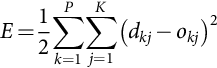 E = \frac{1}{2} \sum_{k=1}^{P} \sum_{j=1}^{K} (d_{kj} - o_{kj})^2